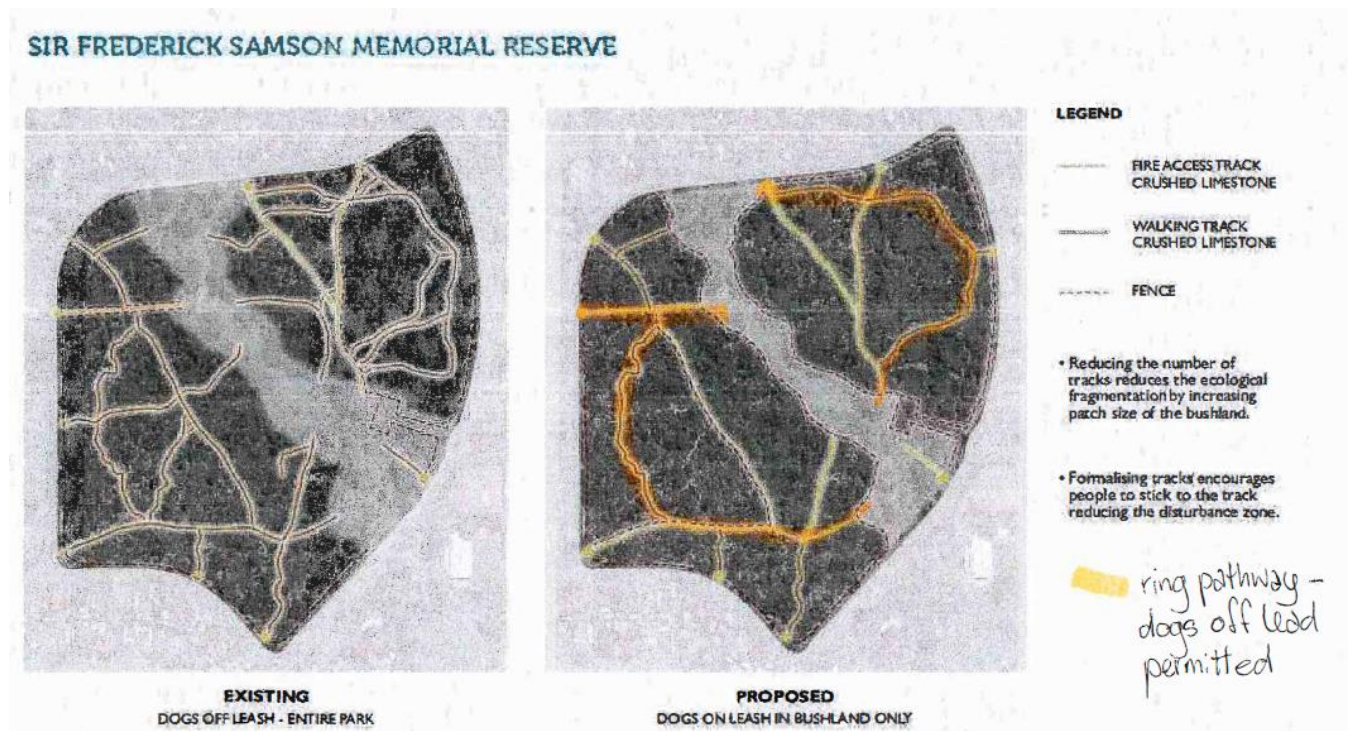 SIR FREDERICK SAMSON MEMORIAL RESERVE
EXISTING
DOGS OFF LEASH - ENTIRE PARK
PROPOSED
DOGS ON LEASH IN BUSHLAND ONLY
LEGEND
FIRE ACCESS TRACK
CRUSHED LIMESTONE
WALKING TRACK
CRUSHED LIMESTONE
FENCE
• Reducing the number of
tracks reduces the ecological
fragmentation by increasing
patch size of the bushland.
• Formalising tracks encourages
people to stick to the track
reducing the disturbance zone.
ring pathway -
dogs off lead
permitted